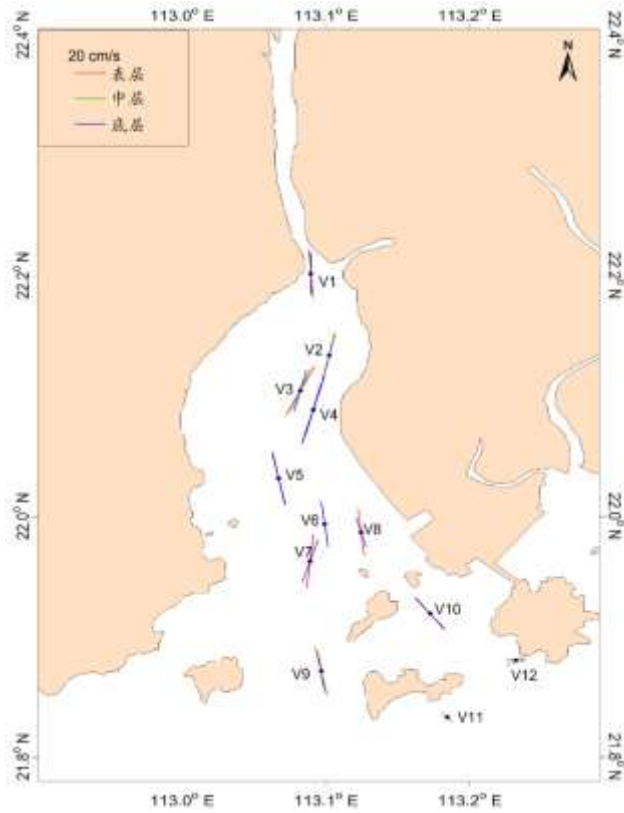 113.0° E 113.1° E 113.2° E
22.4° N 22.4° N
20 cm/s
表层
中层
底层
N
22.2° N 22.2° N
V1
V2
V3
V4
V5
V6
V8
V7
22.0° N 22.0° N
V10
V9
V12
V11
21.8° N 21.8° N
113.0° E 113.1° E 113.2° E